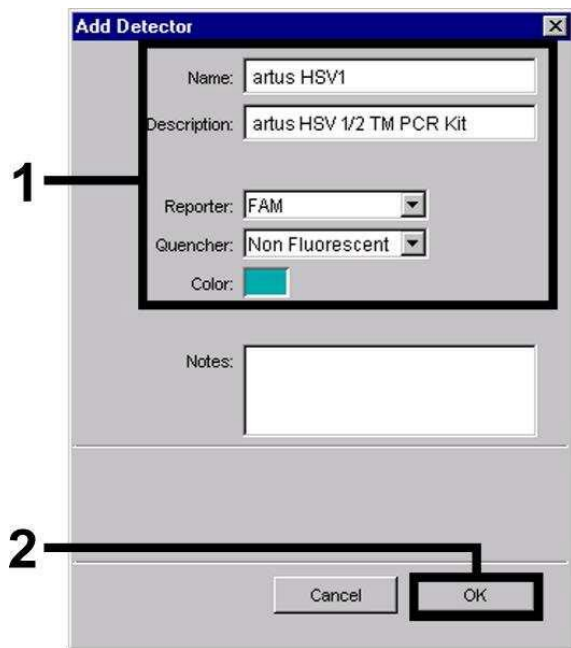 Add Detector
Name: artus HSV1
Description: artus HSV 1/2 TM PCR Kit
1
Reporter: FAM
Quencher: Non Fluorescent
Color:
Notes:
2
Cancel OK